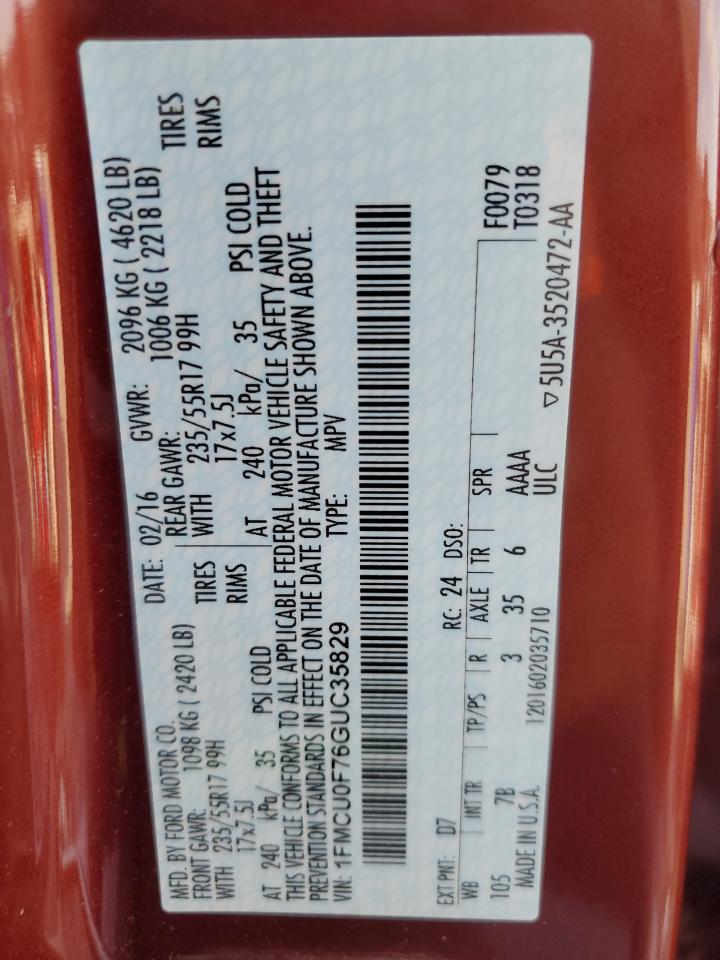 MFD. BY FORD MOTOR CO.
DATE: 02/16 GVWR: 2096 KG ( 4620 LB)
FRONT GAWR: 1098 KG ( 2420 LB)
REAR GAWR: 1006 KG ( 2218 LB)
WITH 235/55R17 99H TIRES
WITH 235/55R17 99H TIRES
17x7.5J RIMS
17x7.5J RIMS
AT 240 kPa/ 35 PSI COLD
AT 240 kPa/ 35 PSI COLD
THIS VEHICLE CONFORMS TO ALL APPLICABLE FEDERAL MOTOR VEHICLE SAFETY AND THEFT
PREVENTION STANDARDS IN EFFECT ON THE DATE OF MANUFACTURE SHOWN ABOVE.
VIN: 1FMCU0F76GUC35829 TYPE: MPV
F0079
T0318
EXT PNT: D7 RC: 24 DSO:
WB INT TR TP/PS R AXLE TR SPR
105 7B 3 35 6 AAAA
ULC
MADE IN U.S.A. 1201602035710
▽5U5A-3520472-AA